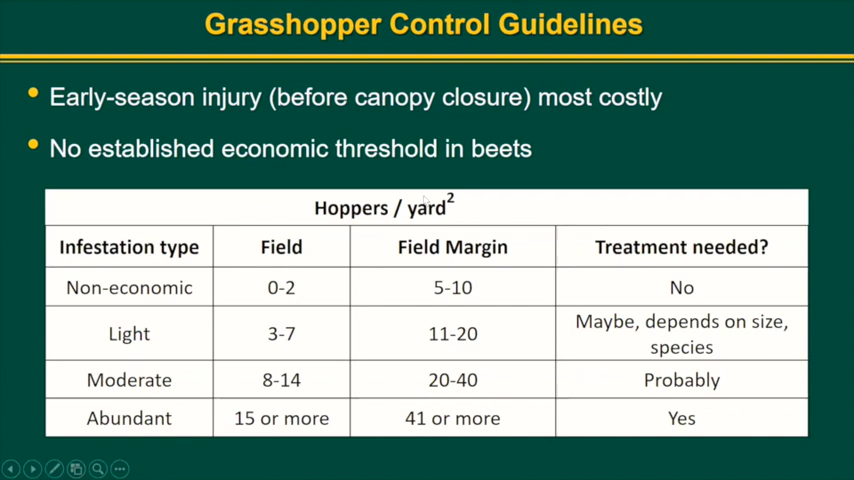 Grasshopper Control Guidelines
• Early-season injury (before canopy closure) most costly
• No established economic threshold in beets
Hoppers / yard²
Infestation type Field Field Margin Treatment needed?
Non-economic 0-2 5-10 No
Light 3-7 11-20 Maybe, depends on size,
species
Moderate 8-14 20-40 Probably
Abundant 15 or more 41 or more Yes